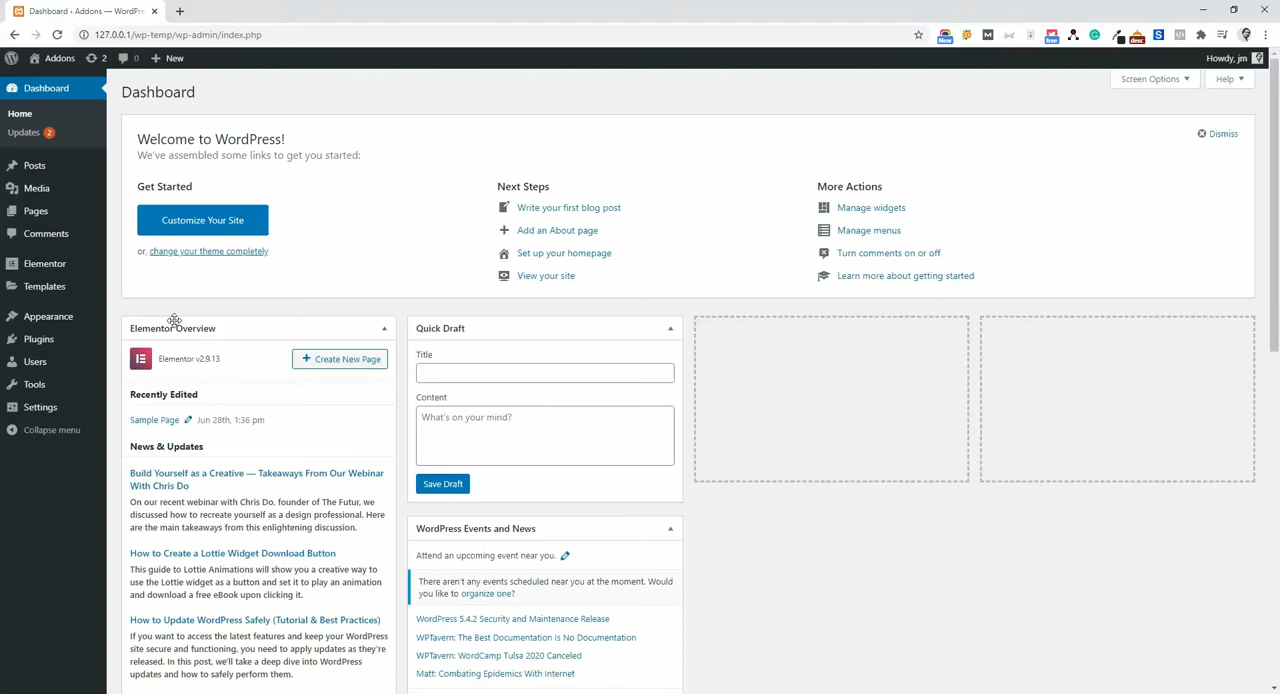 Dashboard ‹ Addons — WordPre
127.0.0.1/wp-temp/wp-admin/index.php
New
free
desc
Addons
2
0
New
Howdy, jm
Dashboard
Home
Updates 2
Posts
Media
Pages
Comments
Elementor
Templates
Appearance
Plugins
Users
Tools
Settings
Collapse menu
Dashboard
Screen Options
Help
Welcome to WordPress!
We've assembled some links to get you started:
Dismiss
Get Started
Customize Your Site
or, change your theme completely
Next Steps
Write your first blog post
Add an About page
Set up your homepage
View your site
More Actions
Manage widgets
Manage menus
Turn comments on or off
Learn more about getting started
Elementor Overview
Elementor v2.9.13
Create New Page
Recently Edited
Sample Page Jun 28th, 1:36 pm
News & Updates
Build Yourself as a Creative — Takeaways From Our Webinar
With Chris Do
On our recent webinar with Chris Do, founder of The Futur, we
discussed how to recreate yourself as a design professional. Here
are the main takeaways from this enlightening discussion.
How to Create a Lottie Widget Download Button
This guide to Lottie Animations will show you a creative way to
use the Lottie widget as a button and set it to play an animation
and download a free eBook upon clicking it.
How to Update WordPress Safely (Tutorial & Best Practices)
If you want to access the latest features and keep your WordPress
site secure and functioning, you need to apply updates as they're
released. In this post, we'll take a deep dive into WordPress
updates and how to safely perform them.
Quick Draft
Title
Content
What's on your mind?
Save Draft
WordPress Events and News
Attend an upcoming event near you.
There aren't any events scheduled near you at the moment. Would
you like to organize one?
WordPress 5.4.2 Security and Maintenance Release
WPTavern: The Best Documentation Is No Documentation
WPTavern: WordCamp Tulsa 2020 Canceled
Matt: Combating Epidemics With Internet